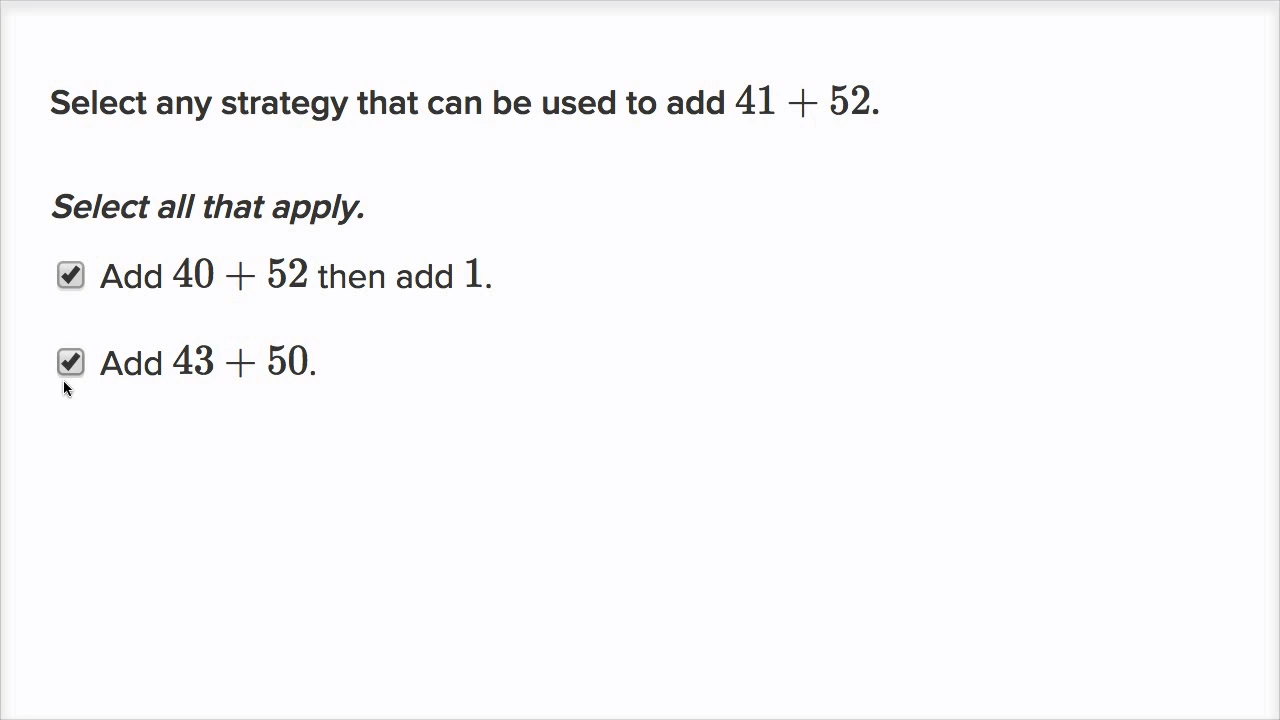 Select any strategy that can be used to add 41 + 52.
Select all that apply.
Add 40 + 52 then add 1.
Add 43 + 50.